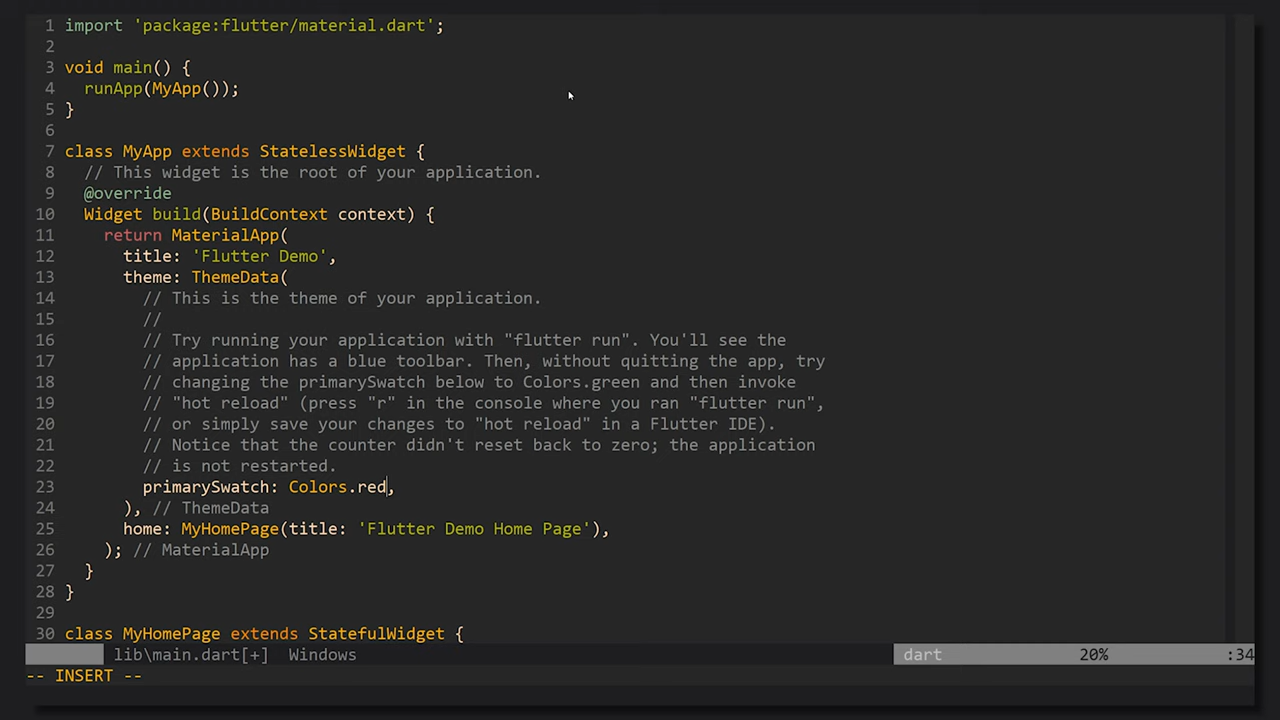 1 import 'package:flutter/material.dart';
2
3 void main() {
4   runApp(MyApp());
5 }
6
7 class MyApp extends StatelessWidget {
8   // This widget is the root of your application.
9   @override
10   Widget build(BuildContext context) {
11     return MaterialApp(
12       title: 'Flutter Demo',
13       theme: ThemeData(
14         // This is the theme of your application.
15         //
16         // Try running your application with "flutter run". You'll see the
17         // application has a blue toolbar. Then, without quitting the app, try
18         // changing the primarySwatch below to Colors.green and then invoke
19         // "hot reload" (press "r" in the console where you ran "flutter run",
20         // or simply save your changes to "hot reload" in a Flutter IDE).
21         // Notice that the counter didn't reset back to zero; the application
22         // is not restarted.
23         primarySwatch: Colors.red,
24       ), // ThemeData
25       home: MyHomePage(title: 'Flutter Demo Home Page'),
26     ); // MaterialApp
27   }
28 }
29
30 class MyHomePage extends StatefulWidget {
lib\main.dart[+] Windows dart 20% :34
-- INSERT --